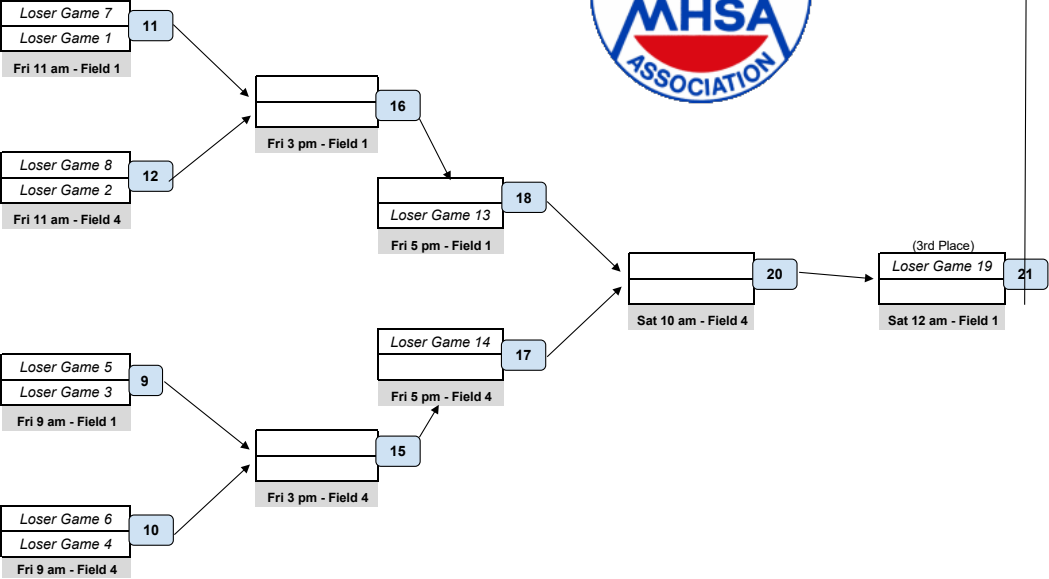 Loser Game 7
11
Loser Game 1
Fri 11 am - Field 1
MHSA
ASSOCIATION
16
Fri 3 pm - Field 1
Loser Game 8
12
Loser Game 2
Fri 11 am - Field 4
18
Loser Game 13
Fri 5 pm - Field 1
(3rd Place)
20
Loser Game 19
21
Sat 10 am - Field 4
Sat 12 am - Field 1
Loser Game 14
17
Fri 5 pm - Field 4
Loser Game 5
9
Loser Game 3
Fri 9 am - Field 1
15
Fri 3 pm - Field 4
Loser Game 6
10
Loser Game 4
Fri 9 am - Field 4